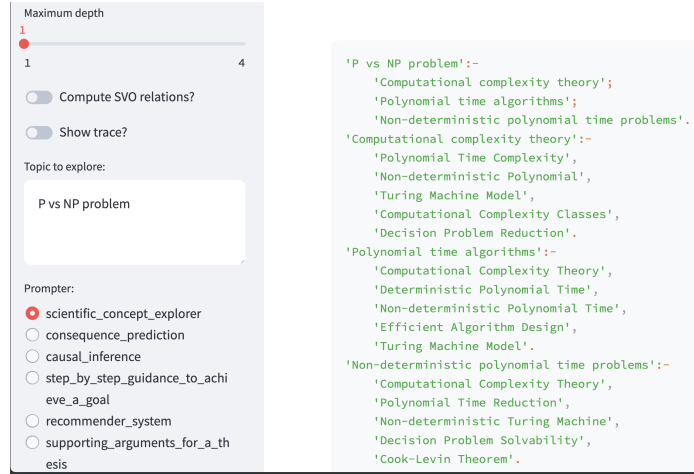 Maximum depth
1
1 4
Compute SVO relations?
Show trace?
Topic to explore:
P vs NP problem
Prompter:
scientific_concept_explorer
consequence_prediction
causal_inference
step_by_step_guidance_to_achi
eve_a_goal
recommender_system
supporting_arguments_for_a_th
esis
'P vs NP problem':-
    'Computational complexity theory';
    'Polynomial time algorithms';
    'Non-deterministic polynomial time problems'.
'Computational complexity theory':-
    'Polynomial Time Complexity',
    'Non-deterministic Polynomial',
    'Turing Machine Model',
    'Computational Complexity Classes',
    'Decision Problem Reduction'.
'Polynomial time algorithms':-
    'Computational Complexity Theory',
    'Deterministic Polynomial Time',
    'Non-deterministic Polynomial Time',
    'Efficient Algorithm Design',
    'Turing Machine Model'.
'Non-deterministic polynomial time problems':-
    'Computational Complexity Theory',
    'Polynomial Time Reduction',
    'Non-deterministic Turing Machine',
    'Decision Problem Solvability',
    'Cook-Levin Theorem'.